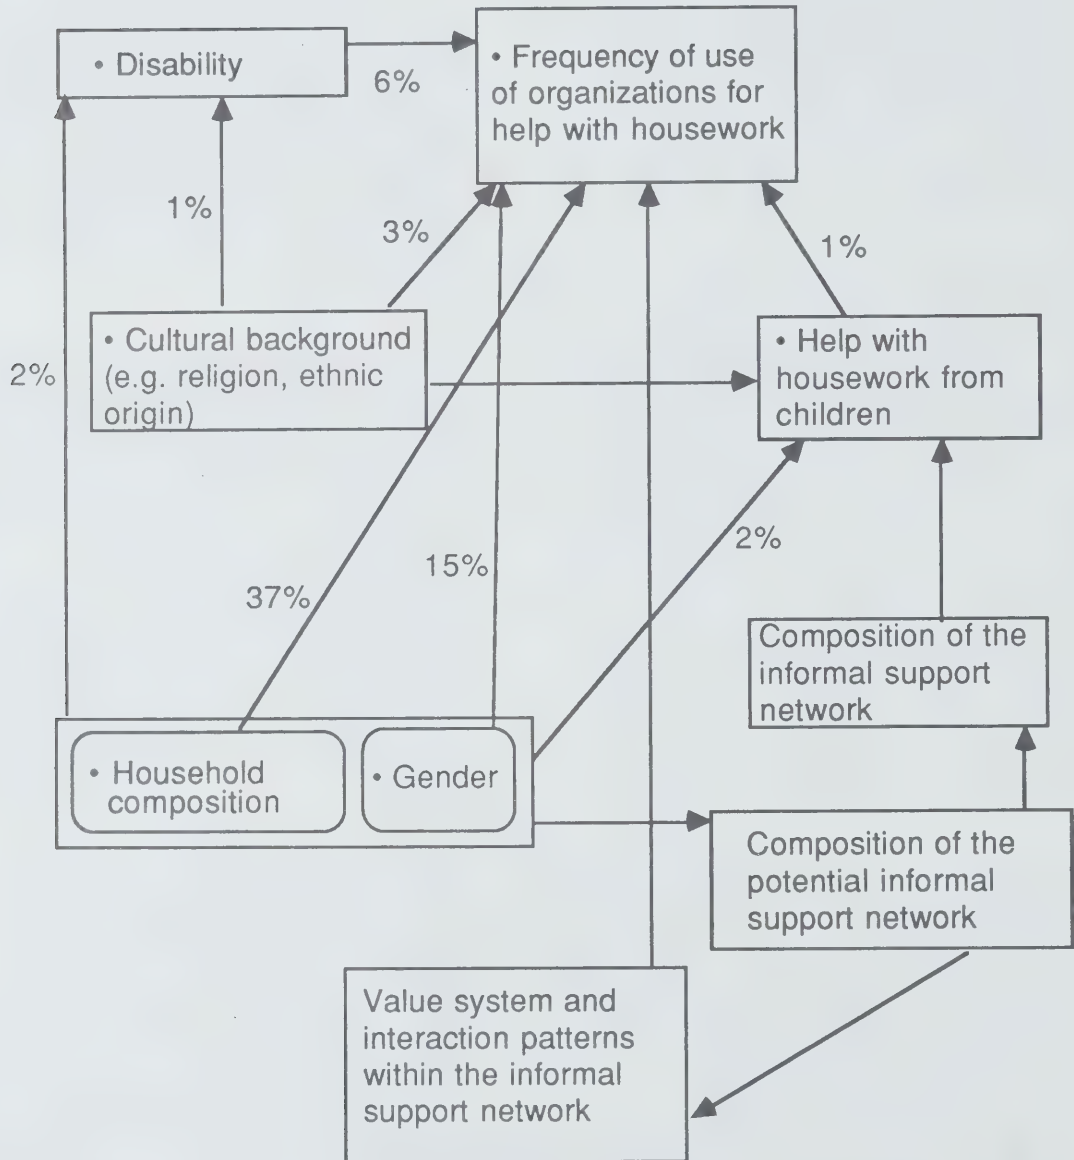 • Disability
6%
• Frequency of use
of organizations for
help with housework
1%
3%
1%
• Cultural background
(e.g. religion, ethnic
origin)
2%
• Help with
housework from
children
2%
15%
37%
Composition of the
informal support
network
• Household
composition
• Gender
Composition of the
potential informal
support network
Value system and
interaction patterns
within the informal
support network